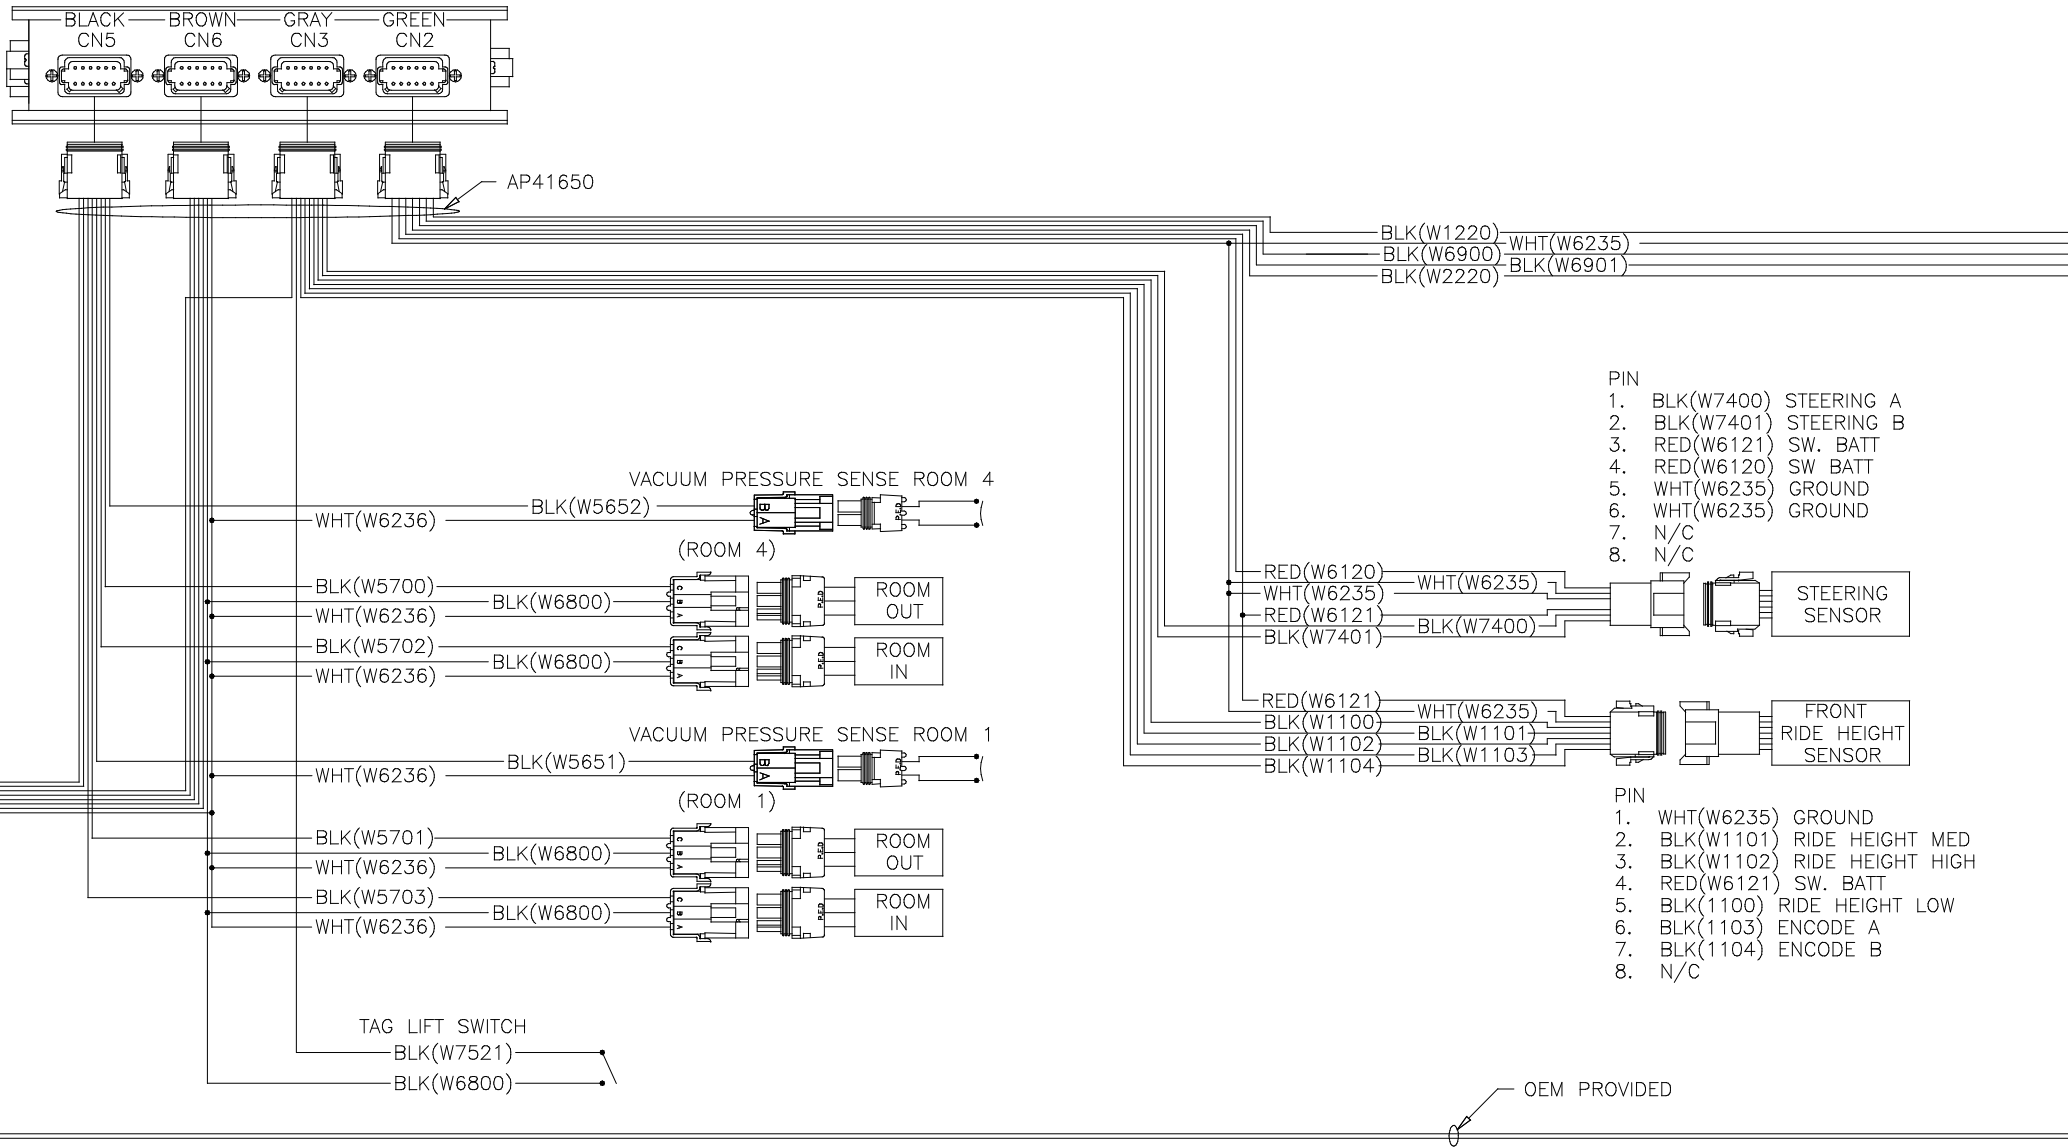 BLACK BROWN GRAY GREEN
CN5 CN6 CN3 CN2
AP41650
BLK(W1220)
WHT(W6235)
BLK(W6900)
BLK(W6901)
BLK(W2220)
PIN
1. BLK(W7400) STEERING A
2. BLK(W7401) STEERING B
3. RED(W6121) SW. BATT
4. RED(W6120) SW BATT
5. WHT(W6235) GROUND
6. WHT(W6235) GROUND
7. N/C
8. N/C
VACUUM PRESSURE SENSE ROOM 4
BLK(W5652) B
WHT(W6236) A
P.E.D
(ROOM 4)
BLK(W5700) C
BLK(W6800) B
WHT(W6236) A
P.E.D
ROOM
OUT
BLK(W5702) C
BLK(W6800) B
WHT(W6236) A
P.E.D
ROOM
IN
RED(W6120)
WHT(W6235)
WHT(W6235)
RED(W6121)
BLK(W7400)
BLK(W7401)
STEERING
SENSOR
RED(W6121)
WHT(W6235)
BLK(W1100)
BLK(W1101)
BLK(W1102)
BLK(W1103)
BLK(W1104)
FRONT
RIDE HEIGHT
SENSOR
VACUUM PRESSURE SENSE ROOM 1
BLK(W5651) B
WHT(W6236) A
P.E.D
(ROOM 1)
BLK(W5701) C
BLK(W6800) B
WHT(W6236) A
P.E.D
ROOM
OUT
BLK(W5703) C
BLK(W6800) B
WHT(W6236) A
P.E.D
ROOM
IN
PIN
1. WHT(W6235) GROUND
2. BLK(W1101) RIDE HEIGHT MED
3. BLK(W1102) RIDE HEIGHT HIGH
4. RED(W6121) SW. BATT
5. BLK(1100) RIDE HEIGHT LOW
6. BLK(1103) ENCODE A
7. BLK(1104) ENCODE B
8. N/C
TAG LIFT SWITCH
BLK(W7521)
BLK(W6800)
OEM PROVIDED